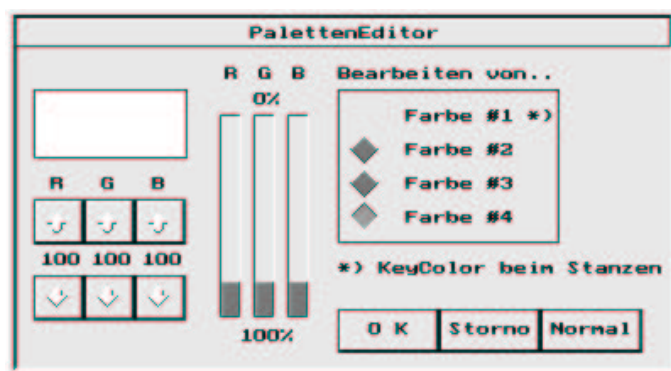 PalettenEditor
R G B
0%
100%
R G B
100 100 100
Bearbeiten von..
Farbe #1 *)
Farbe #2
Farbe #3
Farbe #4
*) KeyColor beim Stanzen
O K Storno Normal